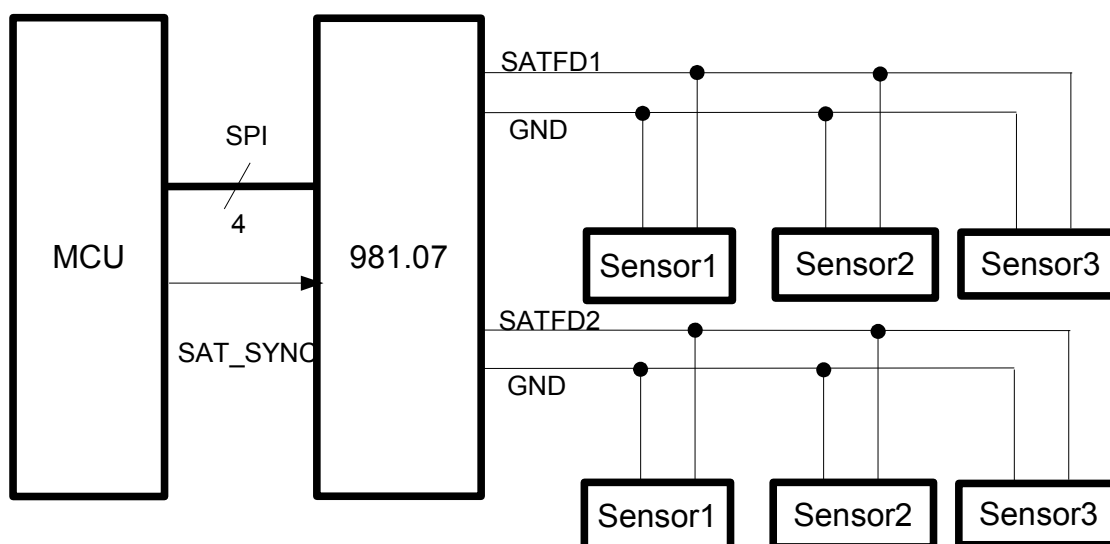 SATFD1
GND
SPI
4
MCU
981.07
Sensor1
Sensor2
Sensor3
SAT_SYNC
SATFD2
GND
Sensor1
Sensor2
Sensor3